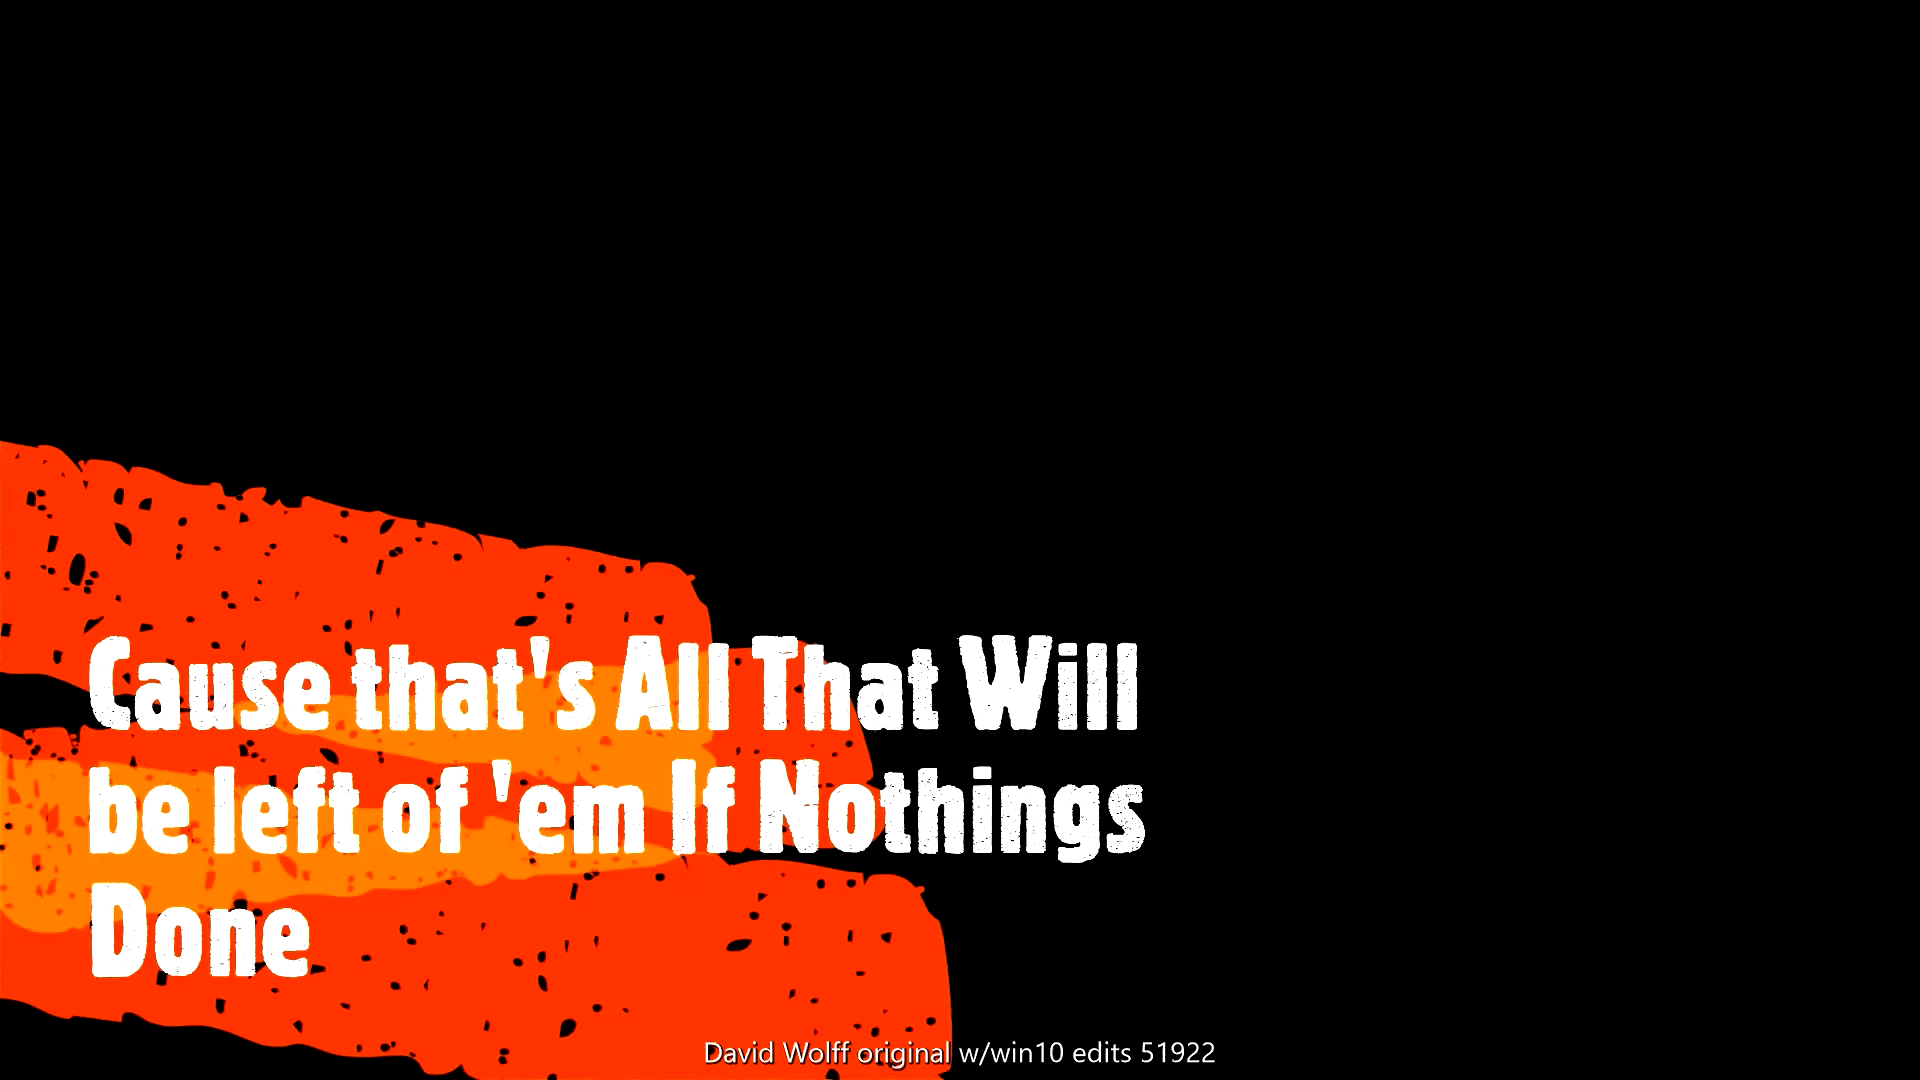 Cause that's All That Will
be left of 'em If Nothings
Done
David Wolff original w/win10 edits 51922